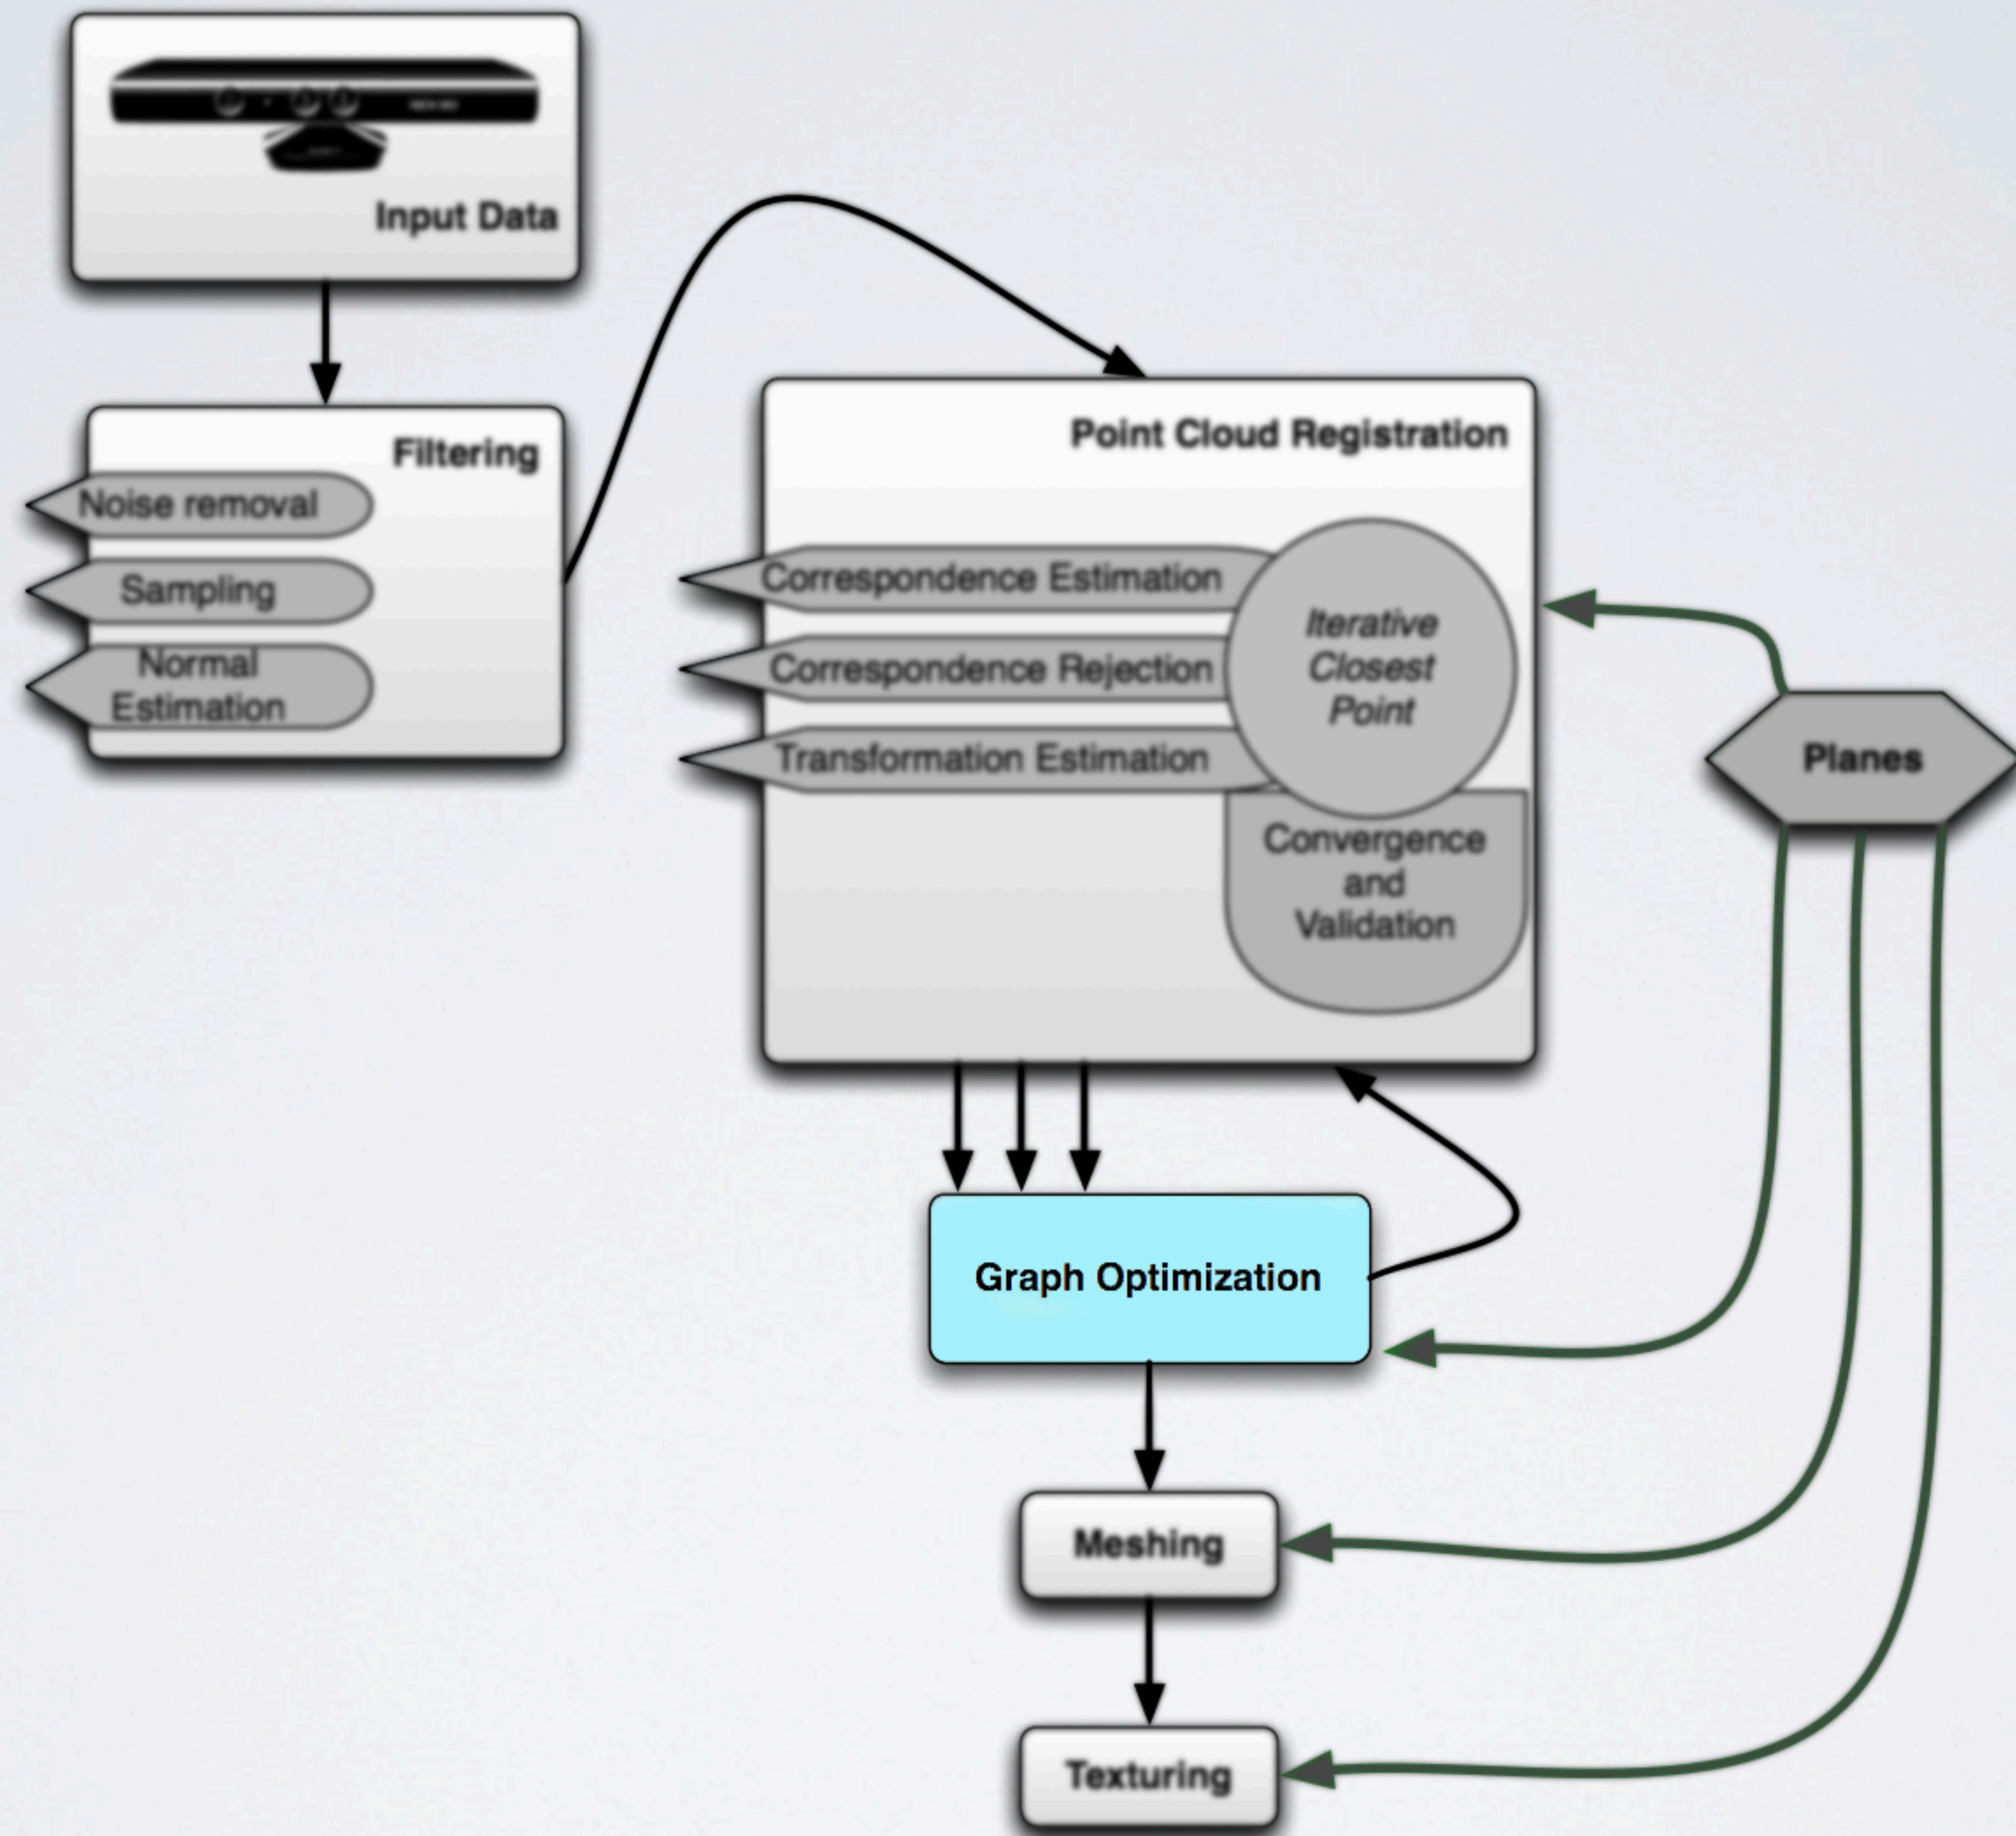 Input Data
Filtering
Noise removal
Sampling
Normal
Estimation
Point Cloud Registration
Correspondence Estimation
Correspondence Rejection
Transformation Estimation
Iterative
Closest
Point
Convergence
and
Validation
Planes
Graph Optimization
Meshing
Texturing